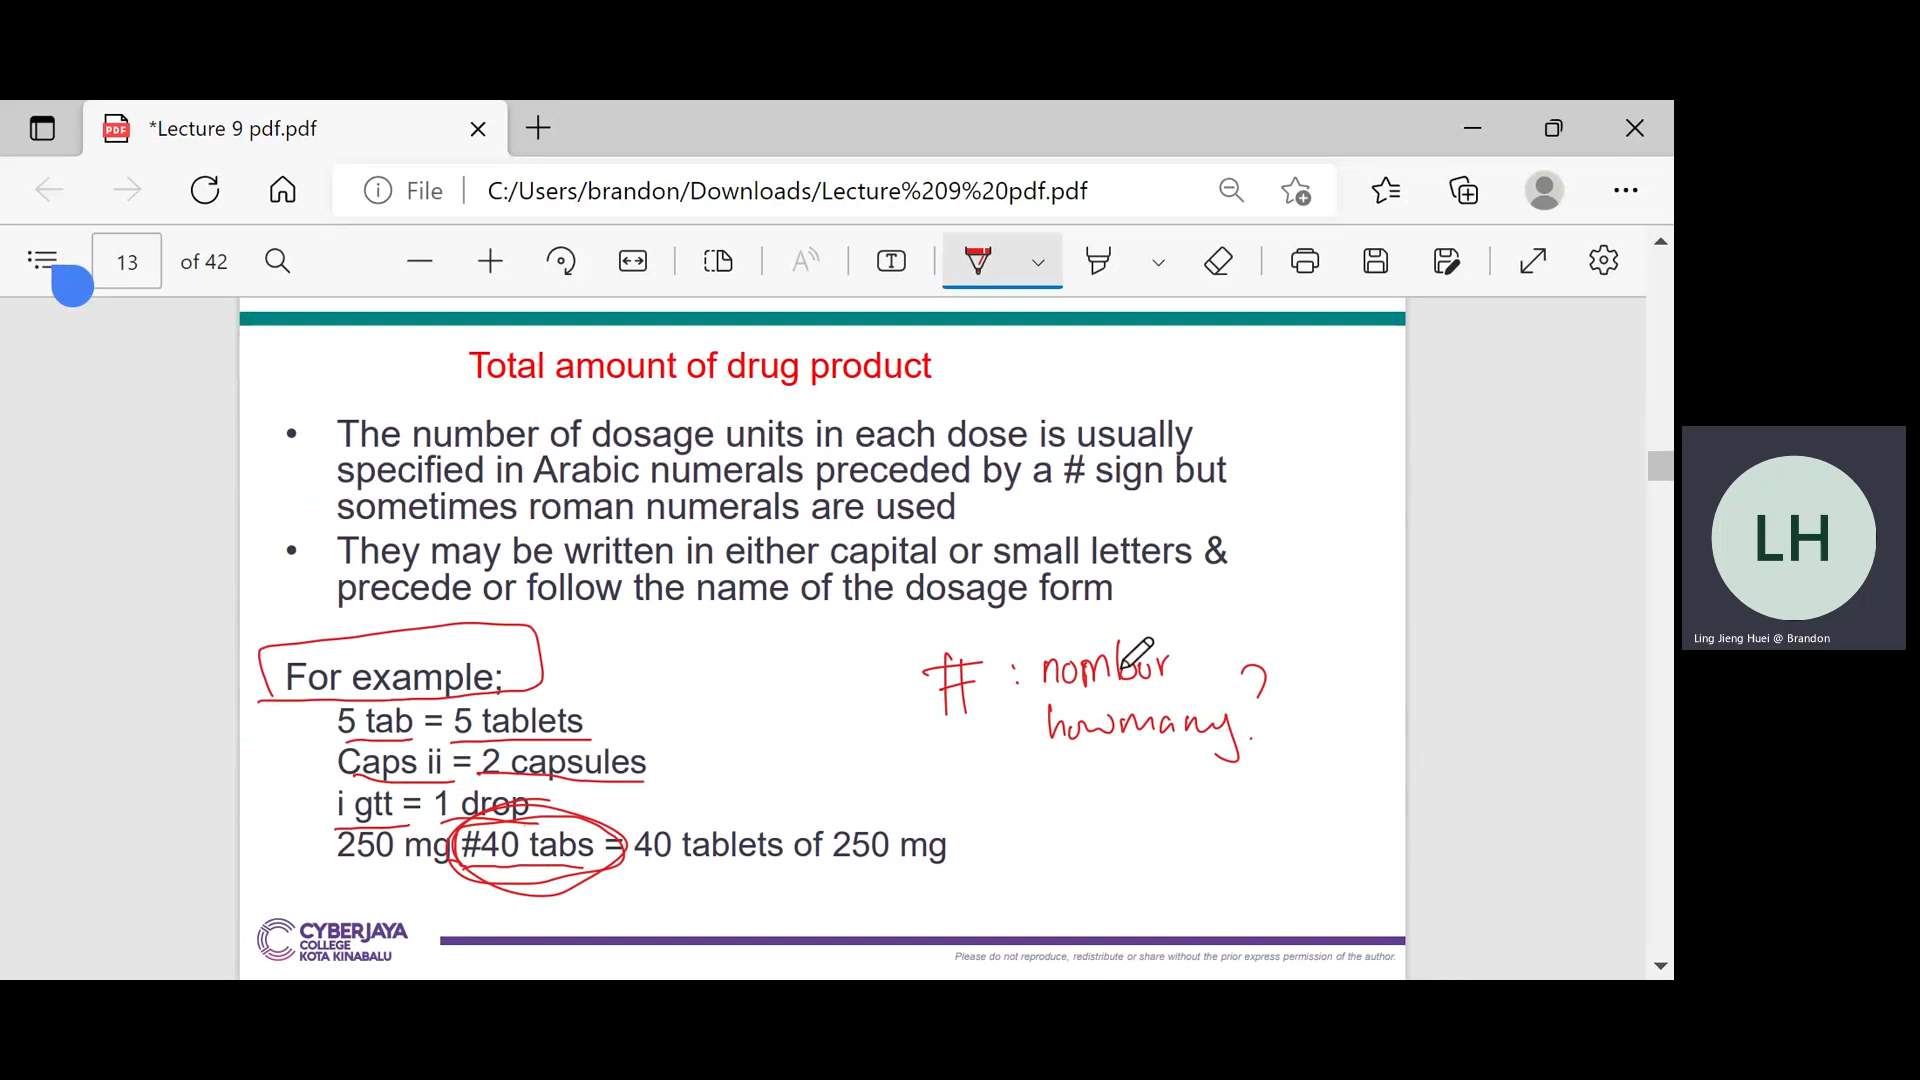 *Lecture 9 pdf.pdf
File
C:/Users/brandon/Downloads/Lecture%209%20pdf.pdf
13 of 42
Total amount of drug product
• The number of dosage units in each dose is usually
specified in Arabic numerals preceded by a # sign but
sometimes roman numerals are used
• They may be written in either capital or small letters &
precede or follow the name of the dosage form
For example;
# : nombor
how many ?
5 tab = 5 tablets
Caps ii = 2 capsules
i gtt = 1 drop
250 mg #40 tabs = 40 tablets of 250 mg
CYBERJAYA
COLLEGE
KOTA KINABALU
Please do not reproduce, redistribute or share without the prior express permission of the author.
LH
Ling Jieng Huei @ Brandon